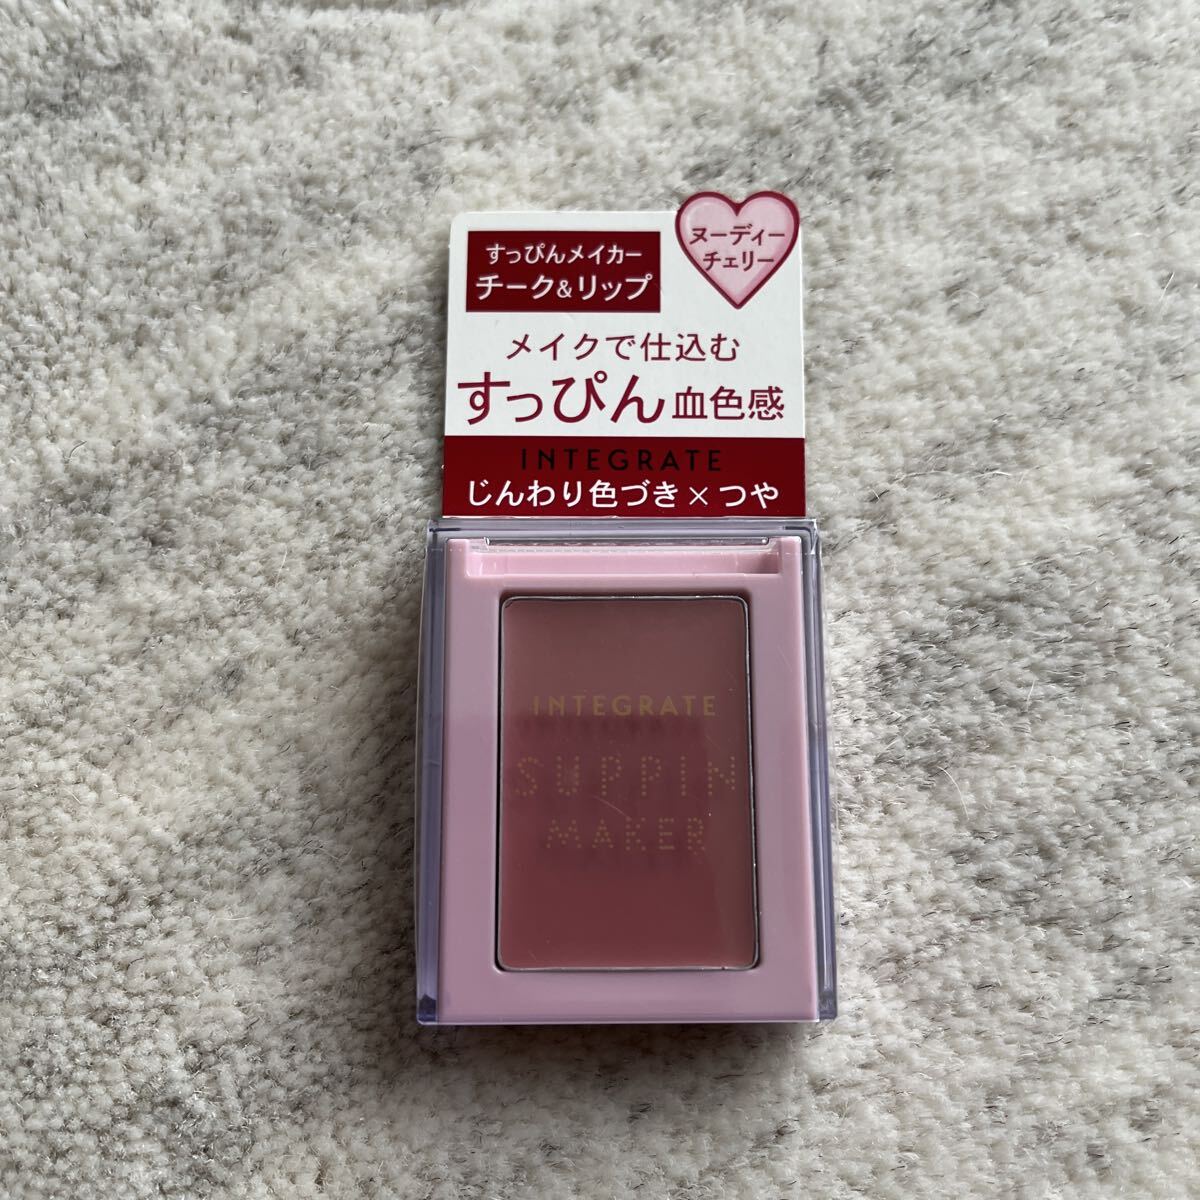 すっぴんメイカー
チーク&リップ
ヌーディー
チェリー
メイクで仕込む
すっぴん血色感
INTEGRATE
じんわり色づき×つや
INTEGRATE
SUPPIN
MAKER